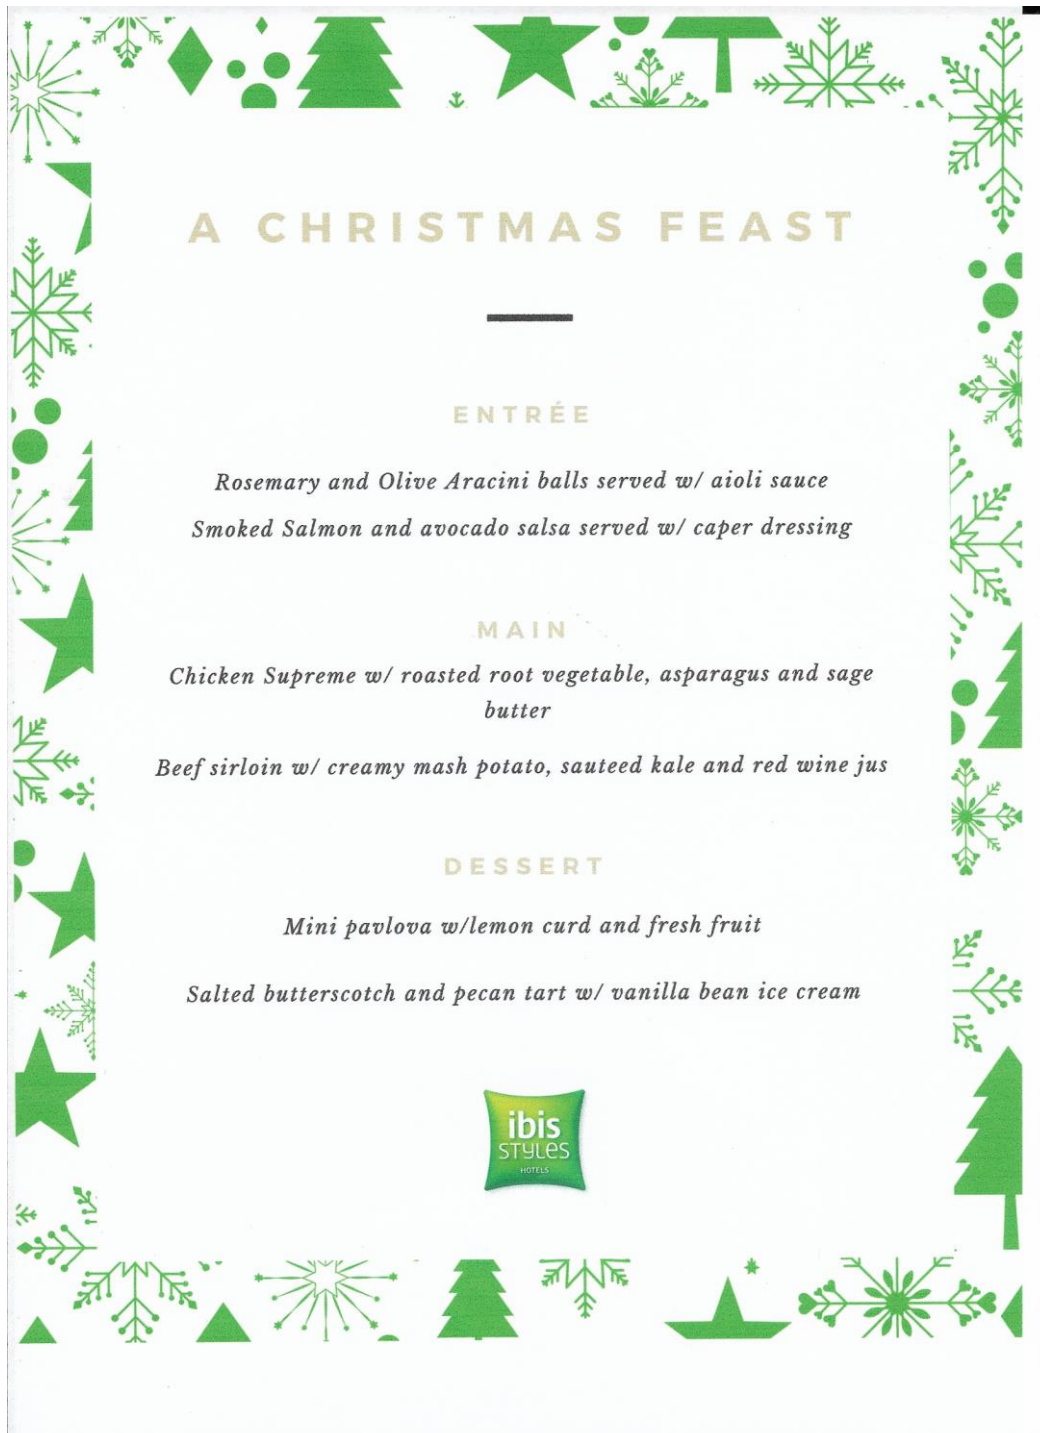 A CHRISTMAS FEAST
ENTRÉE
Rosemary and Olive Aracini balls served w/ aioli sauce
Smoked Salmon and avocado salsa served w/ caper dressing
MAIN
Chicken Supreme w/ roasted root vegetable, asparagus and sage
butter
Beef sirloin w/ creamy mash potato, sauteed kale and red wine jus
DESSERT
Mini pavlova w/lemon curd and fresh fruit
Salted butterscotch and pecan tart w/ vanilla bean ice cream
ibis
STYLES
HOTELS